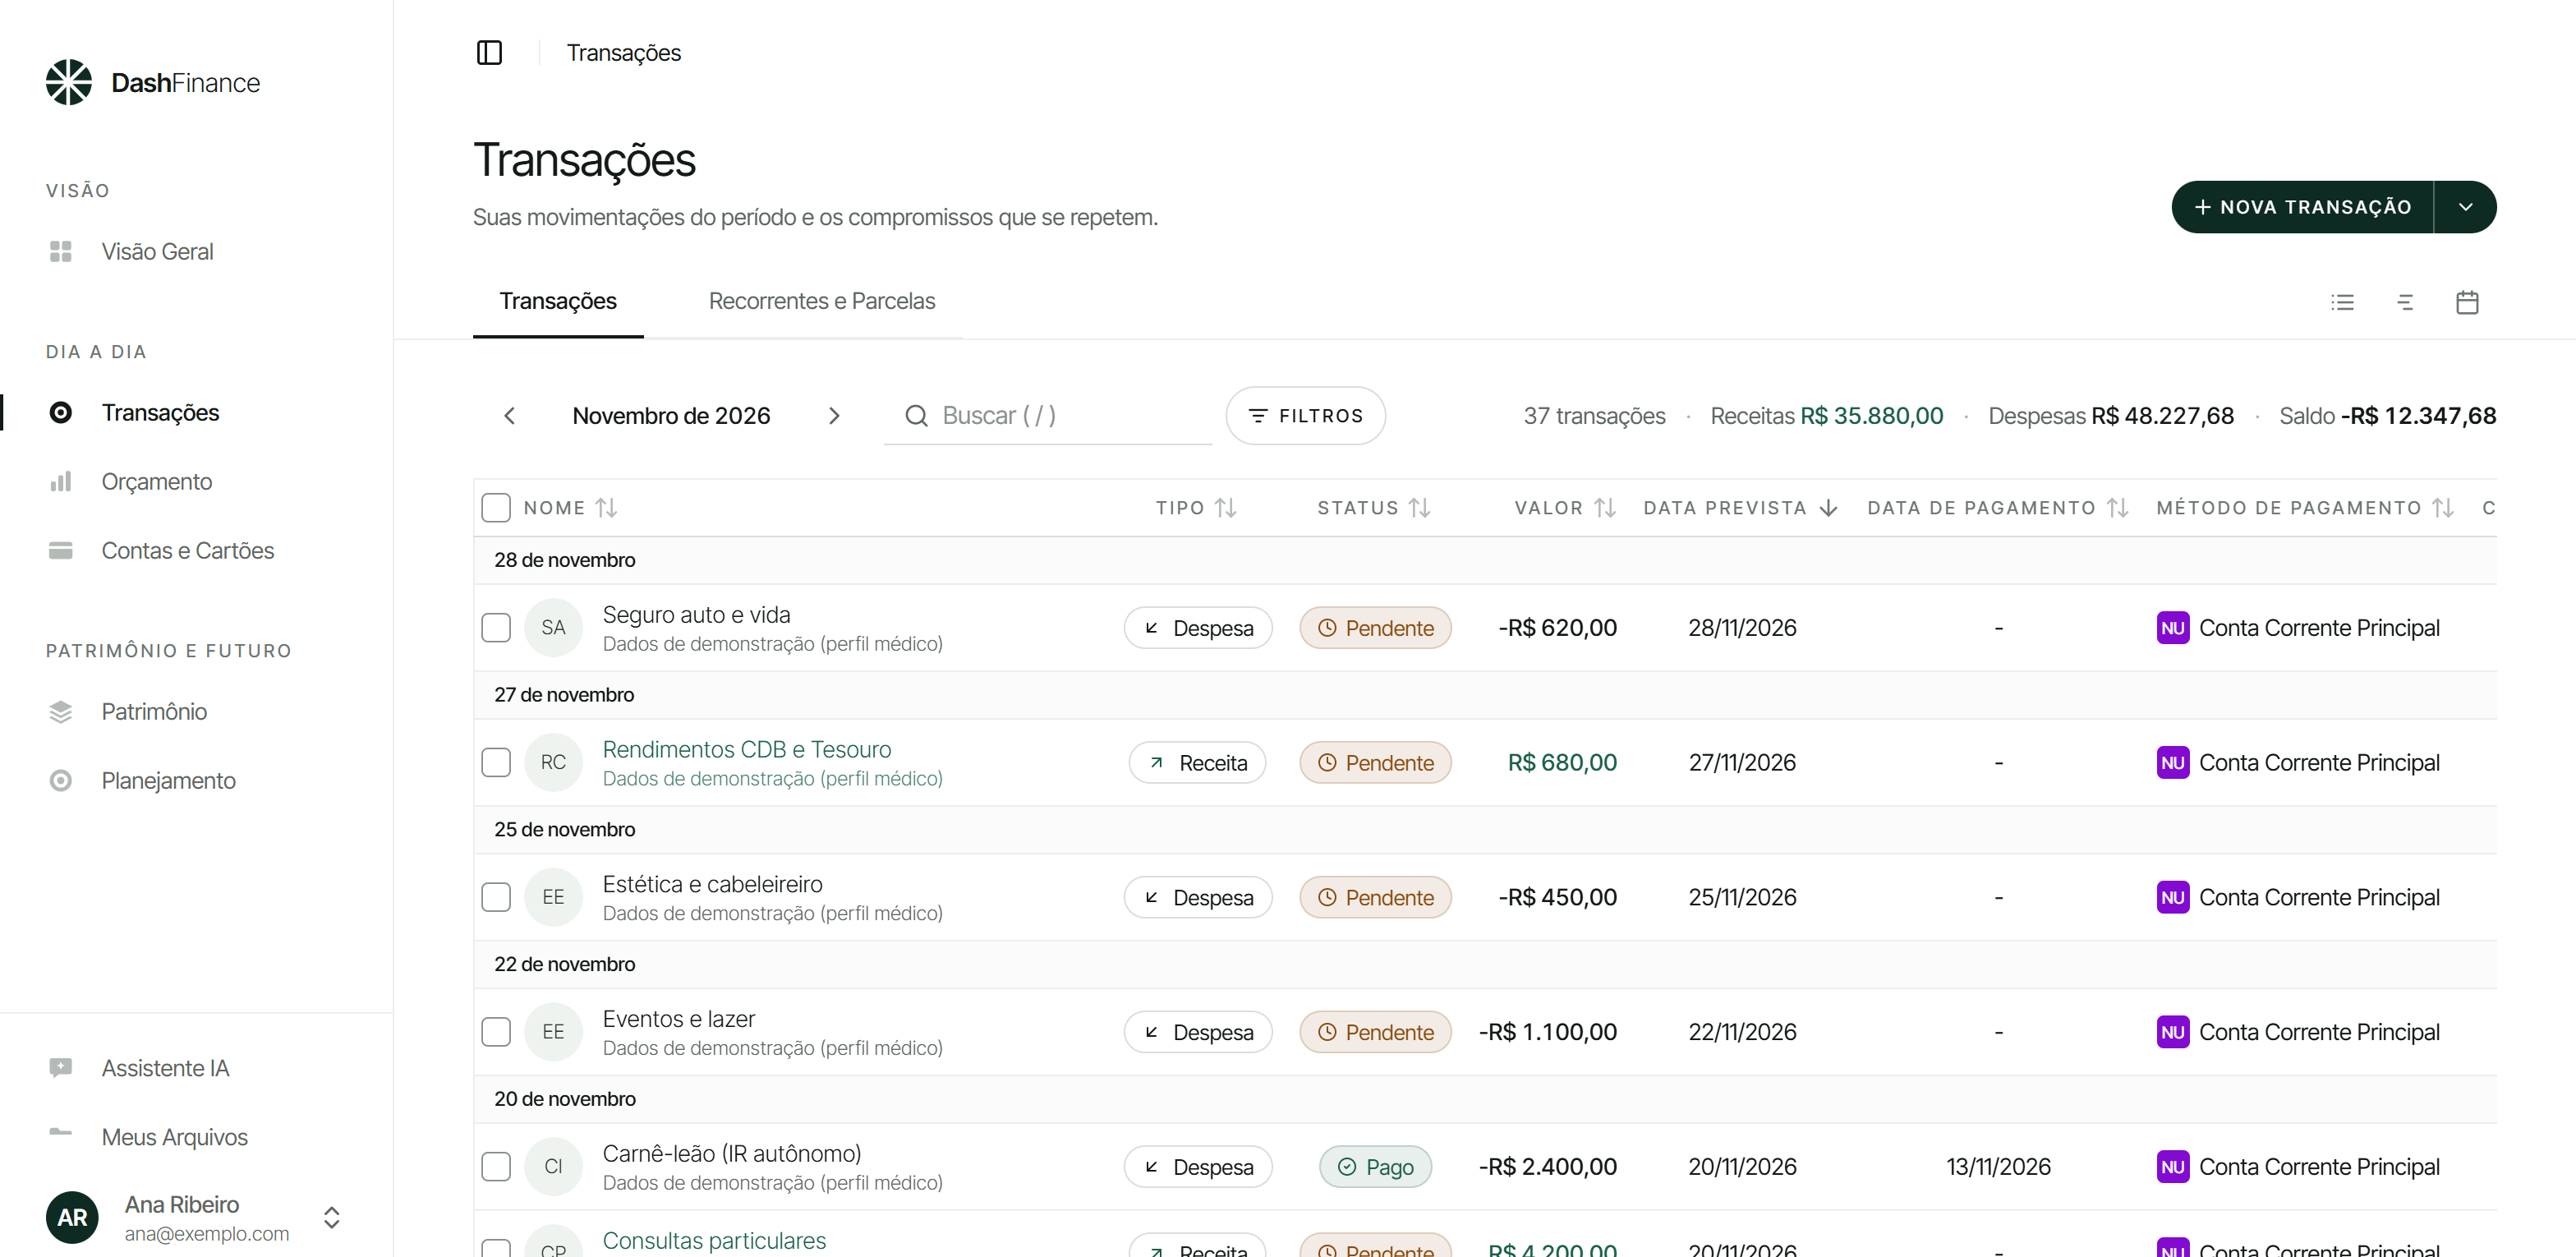 DashFinance
VISÃO
Visão Geral
DIA A DIA
Transações
Orçamento
Contas e Cartões
PATRIMÔNIO E FUTURO
Patrimônio
Planejamento
Assistente IA
Meus Arquivos
AR
Ana Ribeiro
ana@exemplo.com
Transações
Transações
Suas movimentações do período e os compromissos que se repetem.
+ NOVA TRANSAÇÃO
Transações Recorrentes e Parcelas
Novembro de 2026 Buscar ( / ) FILTROS 37 transações · Receitas R$ 35.880,00 · Despesas R$ 48.227,68 · Saldo -R$ 12.347,68
NOME TIPO STATUS VALOR DATA PREVISTA DATA DE PAGAMENTO MÉTODO DE PAGAMENTO C
28 de novembro
SA Seguro auto e vida Despesa Pendente -R$ 620,00 28/11/2026 - NU Conta Corrente Principal
Dados de demonstração (perfil médico)
27 de novembro
RC Rendimentos CDB e Tesouro Receita Pendente R$ 680,00 27/11/2026 - NU Conta Corrente Principal
Dados de demonstração (perfil médico)
25 de novembro
EE Estética e cabeleireiro Despesa Pendente -R$ 450,00 25/11/2026 - NU Conta Corrente Principal
Dados de demonstração (perfil médico)
22 de novembro
EE Eventos e lazer Despesa Pendente -R$ 1.100,00 22/11/2026 - NU Conta Corrente Principal
Dados de demonstração (perfil médico)
20 de novembro
CI Carnê-leão (IR autônomo) Despesa Pago -R$ 2.400,00 20/11/2026 13/11/2026 NU Conta Corrente Principal
Dados de demonstração (perfil médico)
CP Consultas particulares Receita Pendente R$ 4.200,00 20/11/2026 - NU Conta Corrente Principal